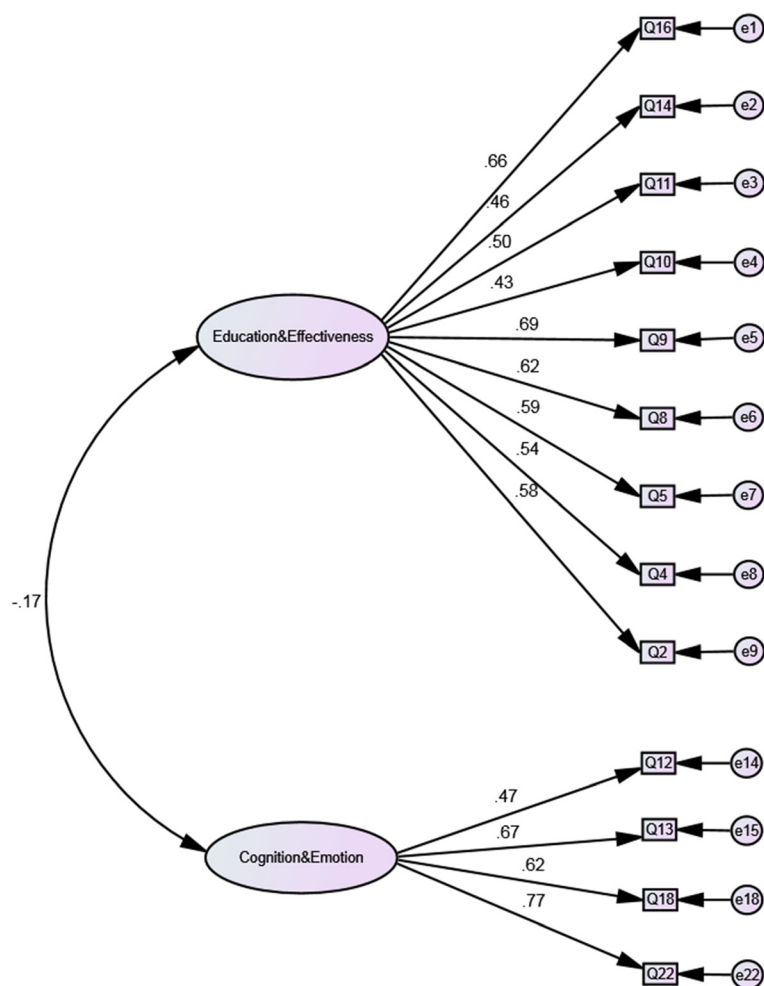 Q16
e1
Q14
e2
.66
Q11
e3
.46
.50
Q10
e4
.43
.69
Education&Effectiveness
Q9
e5
.62
.59
Q8
e6
.54
.58
Q5
e7
Q4
e8
-.17
Q2
e9
Q12
e14
.47
.67
Q13
e15
Cognition&Emotion
.62
.77
Q18
e18
Q22
e22